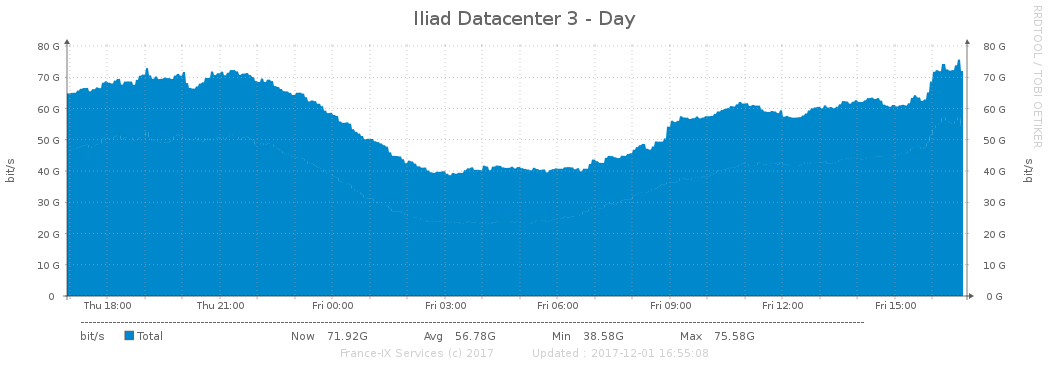 Iliad Datacenter 3 - Day
RRDTOOL / TOBI OETIKER
bit/s
80 G 80 G
70 G 70 G
60 G 60 G
50 G 50 G
40 G 40 G
30 G 30 G
20 G 20 G
10 G 10 G
0 0 G
bit/s
Thu 18:00 Thu 21:00 Fri 00:00 Fri 03:00 Fri 06:00 Fri 09:00 Fri 12:00 Fri 15:00
bit/s Total Now 71.92G Avg 56.78G Min 38.58G Max 75.58G
France-IX Services (c) 2017 Updated : 2017-12-01 16:55:08